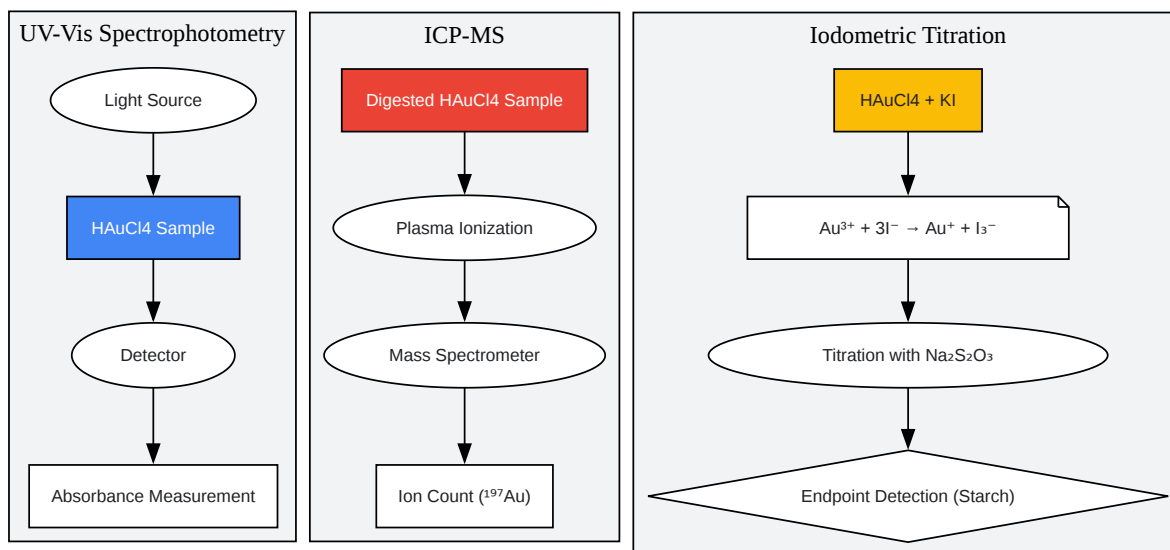 UV-Vis Spectrophotometry
Light Source
HAuCl4 Sample
Detector
Absorbance Measurement
ICP-MS
Digested HAuCl4 Sample
Plasma Ionization
Mass Spectrometer
Ion Count (¹⁹⁷Au)
Iodometric Titration
HAuCl4 + KI
Au³⁺ + 3I⁻ → Au⁺ + I₃⁻
Titration with Na₂S₂O₃
Endpoint Detection (Starch)